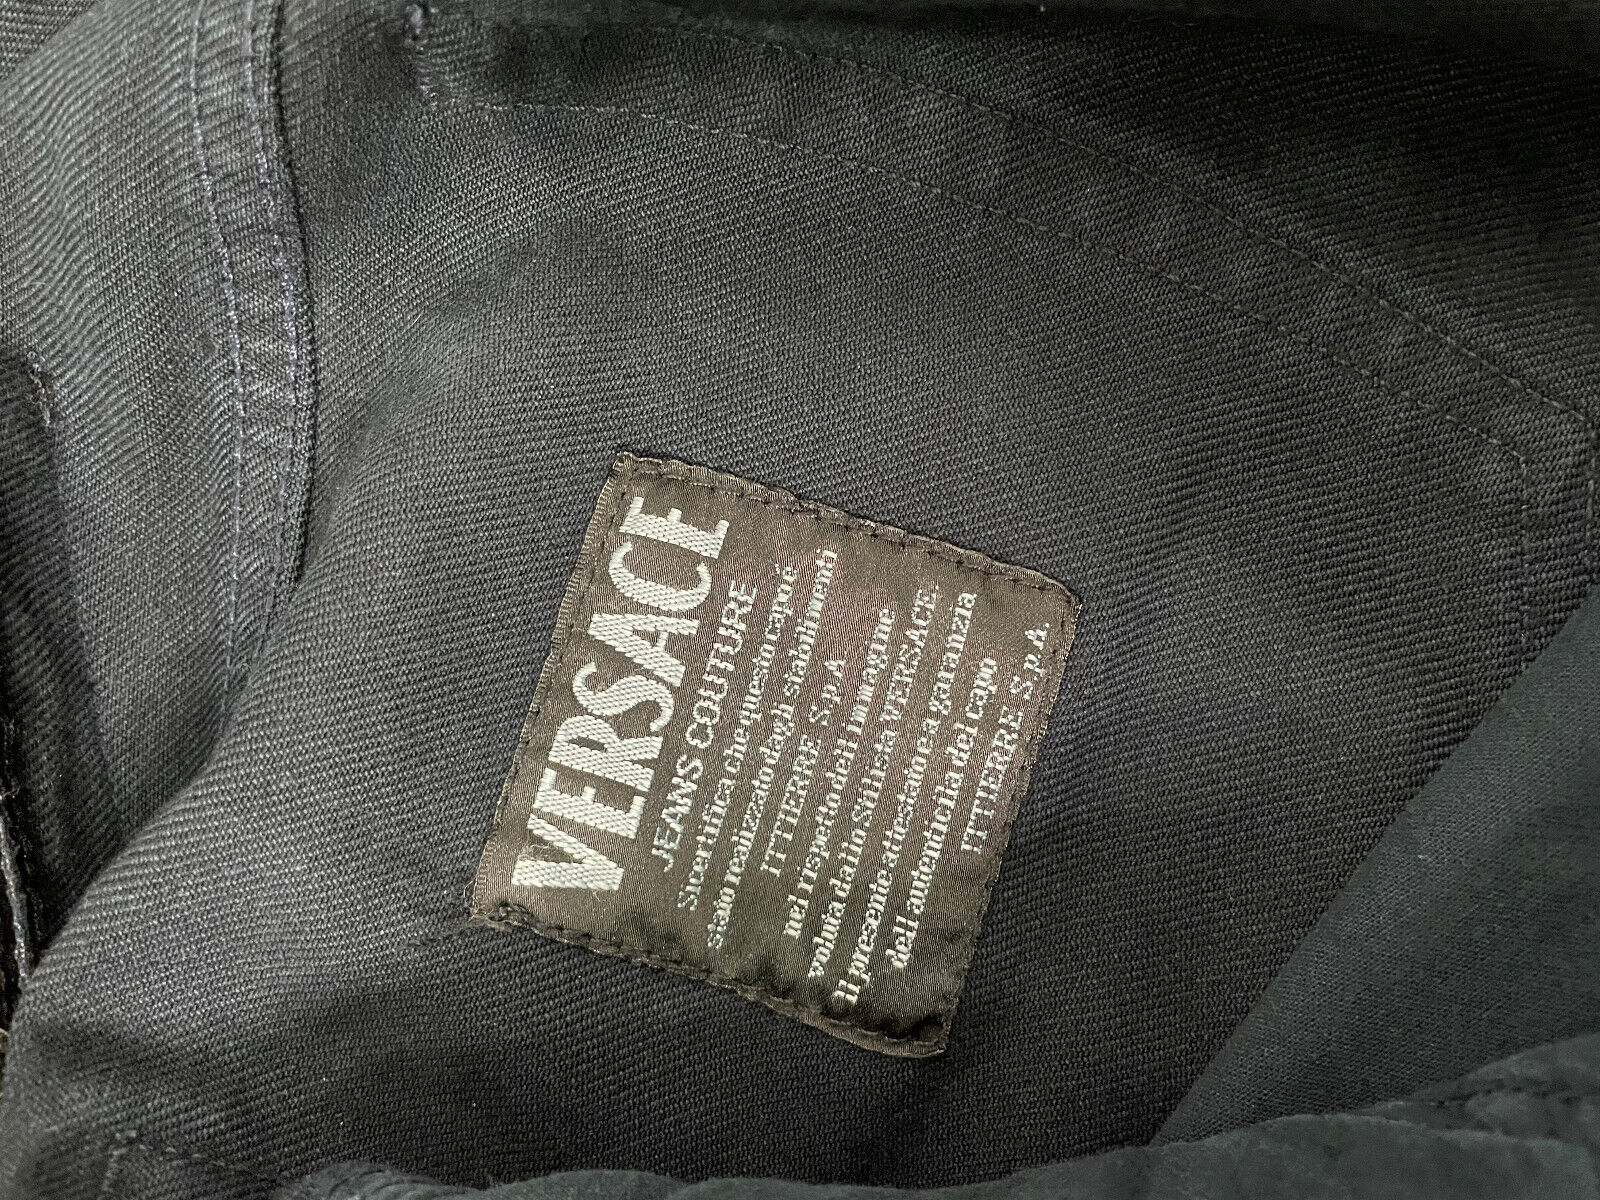 VERSACE
JEANS COUTURE
Si certifica che questo capo è
stato realizzato dagli stabilimenti
ITTIERRE S.p.A
nel rispetto dell immagine
voluta dallo Stilista VERSACE.
Il presente attestato e a garanzia
dell autenticita del capo
ITTIERRE S.p.A.